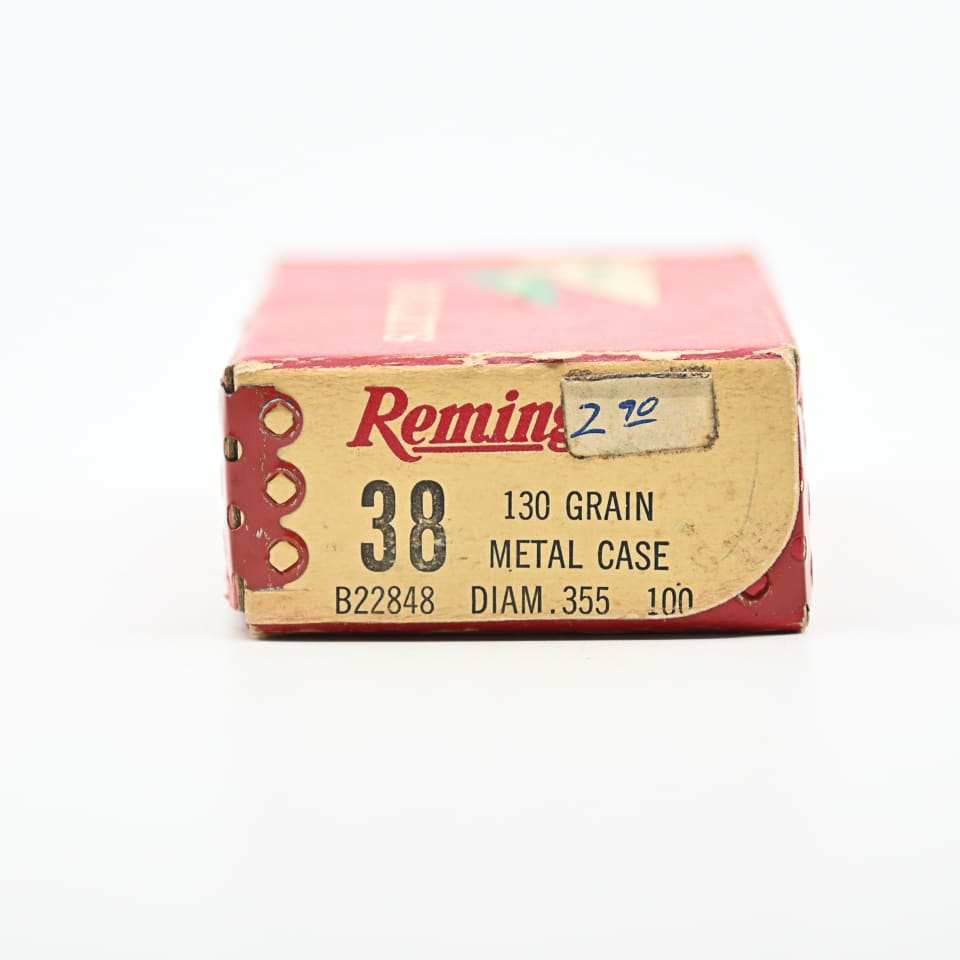 Reming
2 90
38
130 GRAIN
METAL CASE
B22848 DIAM.355 100